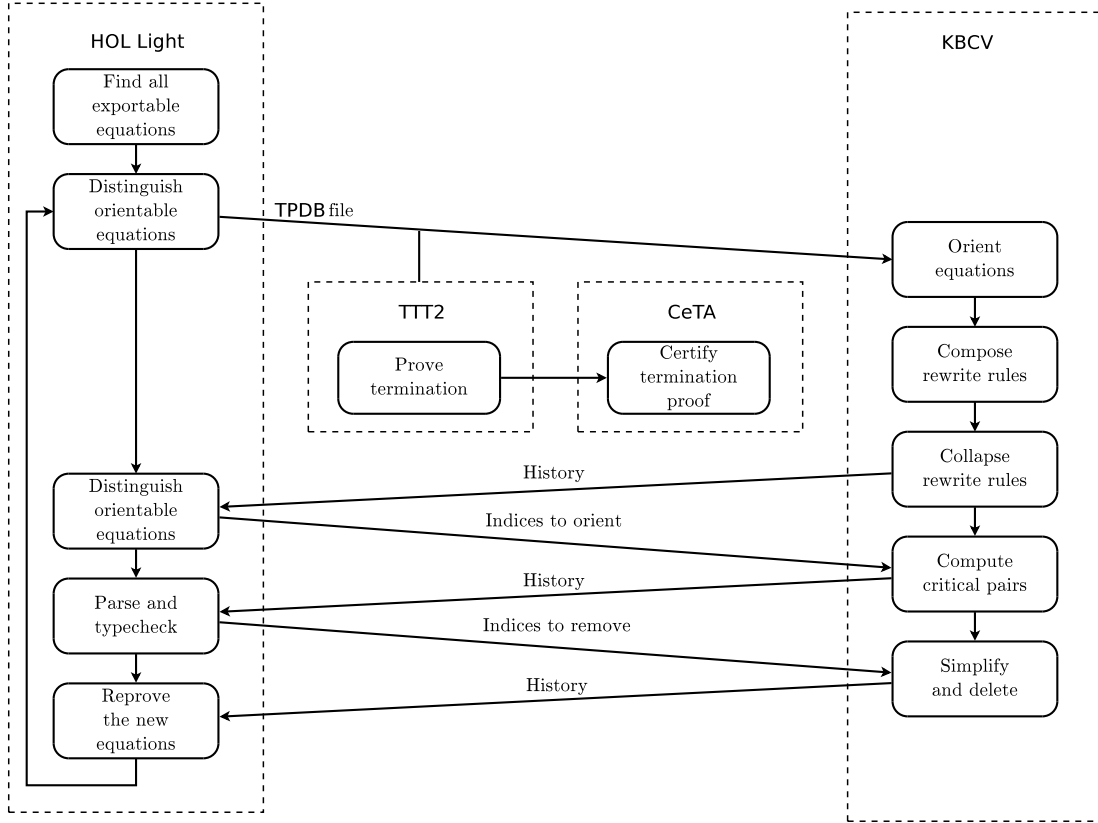 HOL Light
Find all
exportable
equations
Distinguish
orientable
equations
TPDB file
KBCV
Orient
equations
TTT2
Prove
termination
CeTA
Certify
termination
proof
Compose
rewrite rules
Collapse
rewrite rules
History
Distinguish
orientable
equations
Indices to orient
Compute
critical pairs
History
Parse and
typecheck
Indices to remove
Simplify
and delete
History
Reprove
the new
equations